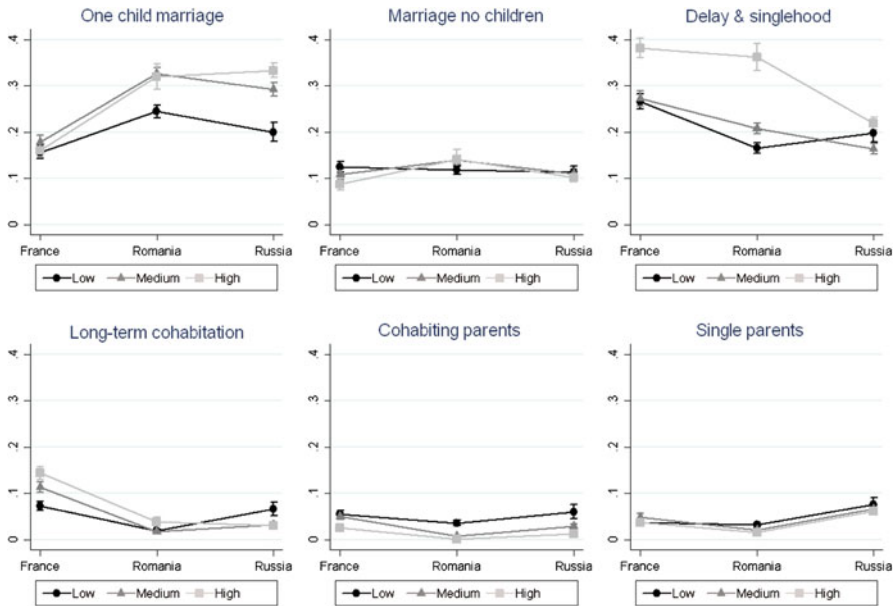 One child marriage
.4
.3
.2
.1
0
France Romania Russia
Low Medium High
Marriage no children
.4
.3
.2
.1
0
France Romania Russia
Low Medium High
Delay & singlehood
.4
.3
.2
.1
0
France Romania Russia
Low Medium High
Long-term cohabitation
.4
.3
.2
.1
0
France Romania Russia
Low Medium High
Cohabiting parents
.4
.3
.2
.1
0
France Romania Russia
Low Medium High
Single parents
.4
.3
.2
.1
0
France Romania Russia
Low Medium High